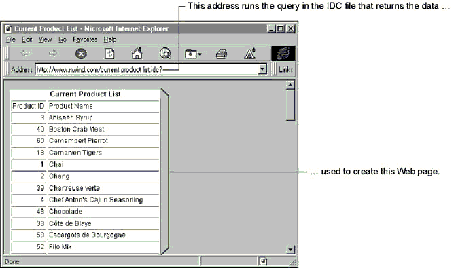 This address runs the query in the IDC file that returns the data ...
Current Product List - Microsoft Internet Explorer
File Edit View Go Favorites Help
Address http://www.nwind.com/current product list.idc?
Links
Current Product List
Product ID Product Name
3 Aniseed Syrup
40 Boston Crab Meat
60 Camembert Pierrot
18 Carnarvon Tigers
1 Chai
2 Chang
39 Chartreuse verte
4 Chef Anton's Cajun Seasoning
48 Chocolade
38 Côte de Blaye
58 Escargots de Bourgogne
52 Filo Mix
... used to create this Web page.
Done